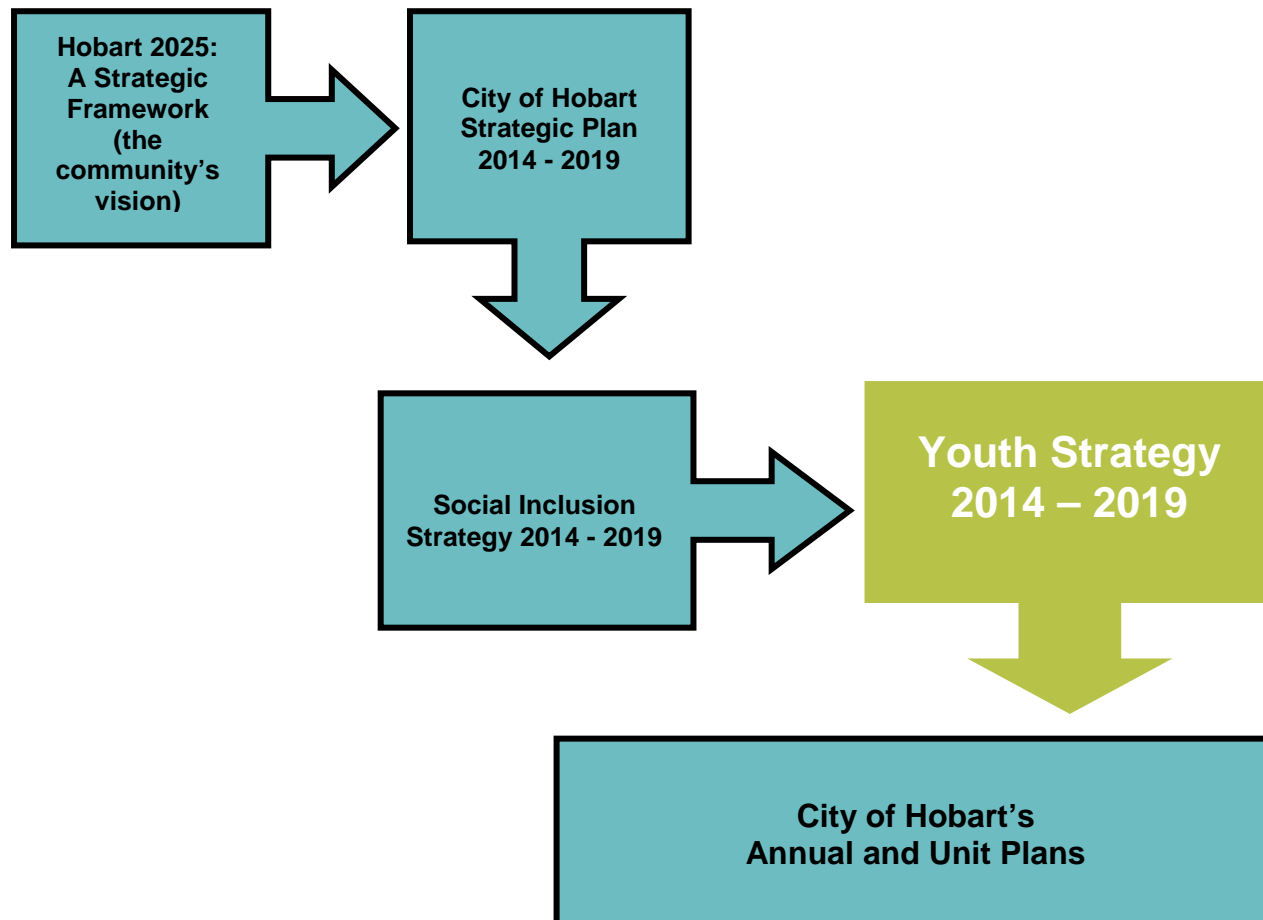 Hobart 2025:
A Strategic
Framework
(the
community’s
vision)
City of Hobart
Strategic Plan
2014 - 2019
Social Inclusion
Strategy 2014 - 2019
Youth Strategy
2014 – 2019
City of Hobart’s
Annual and Unit Plans